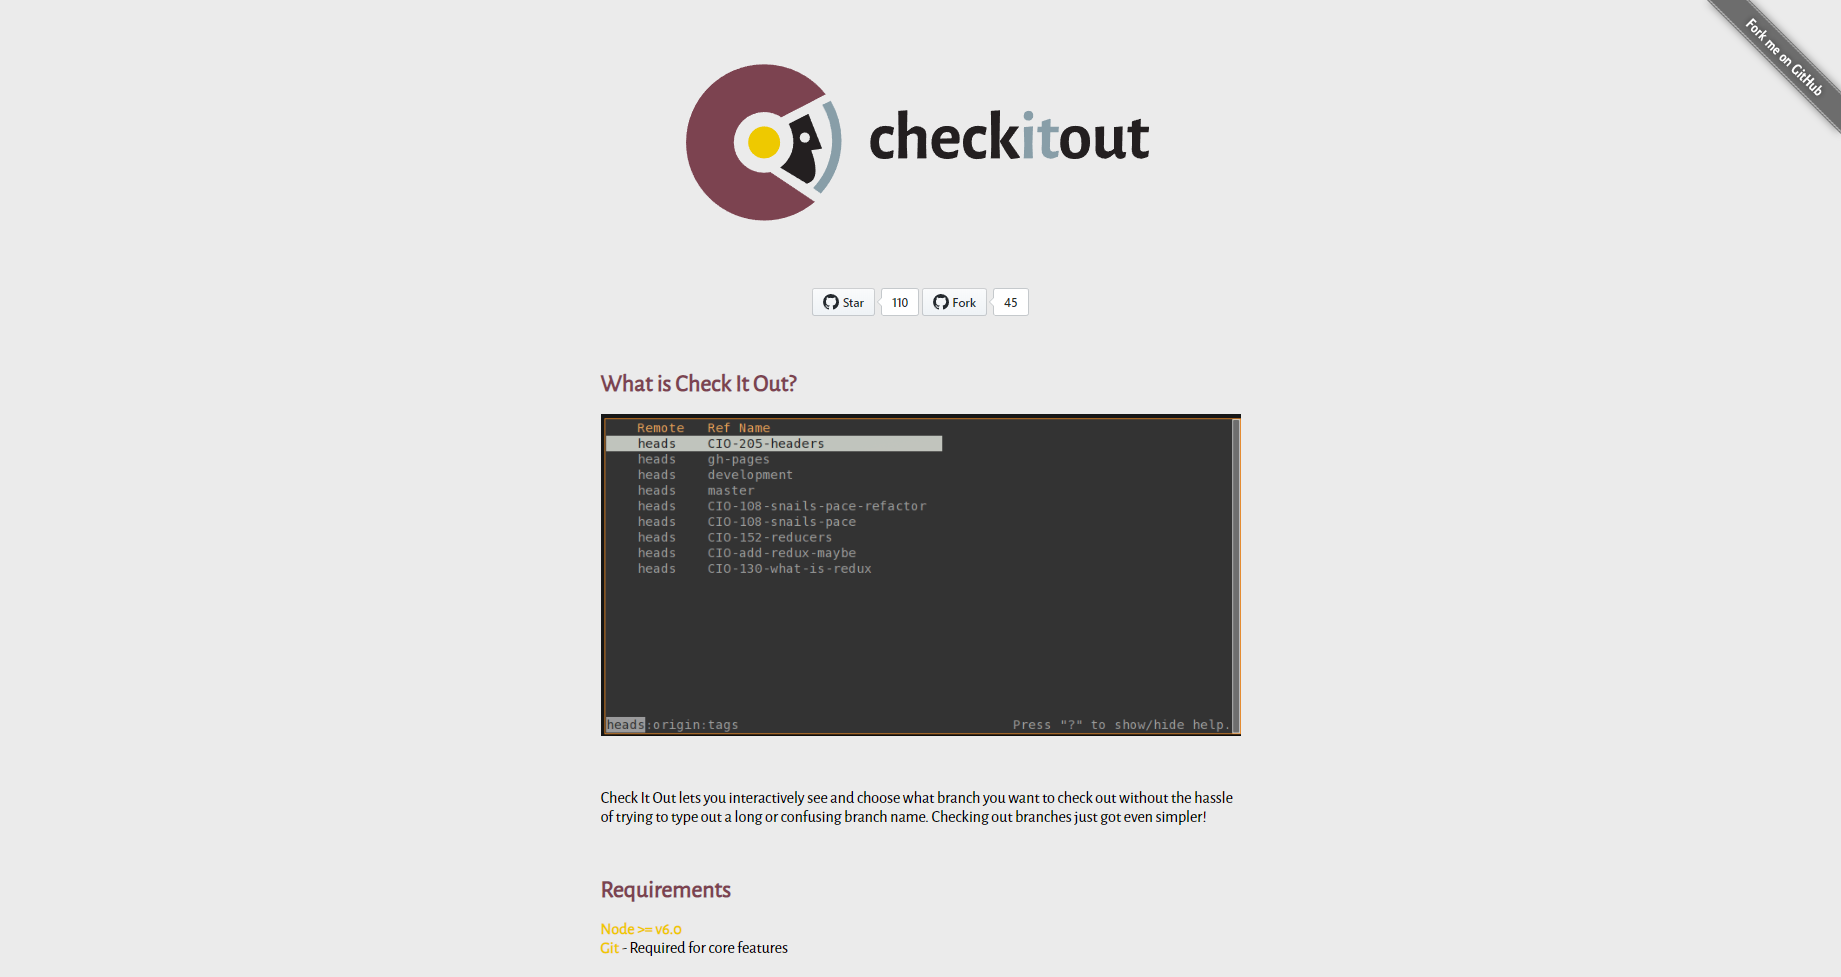 Fork me on GitHub
checkitout
Star 110 Fork 45
What is Check It Out?
Remote Ref Name
heads CIO-205-headers
heads gh-pages
heads development
heads master
heads CIO-108-snails-pace-refactor
heads CIO-108-snails-pace
heads CIO-152-reducers
heads CIO-add-redux-maybe
heads CIO-130-what-is-redux
heads:origin:tags Press "?" to show/hide help.
Check It Out lets you interactively see and choose what branch you want to check out without the hassle
of trying to type out a long or confusing branch name. Checking out branches just got even simpler!
Requirements
Node >= v6.0
Git - Required for core features